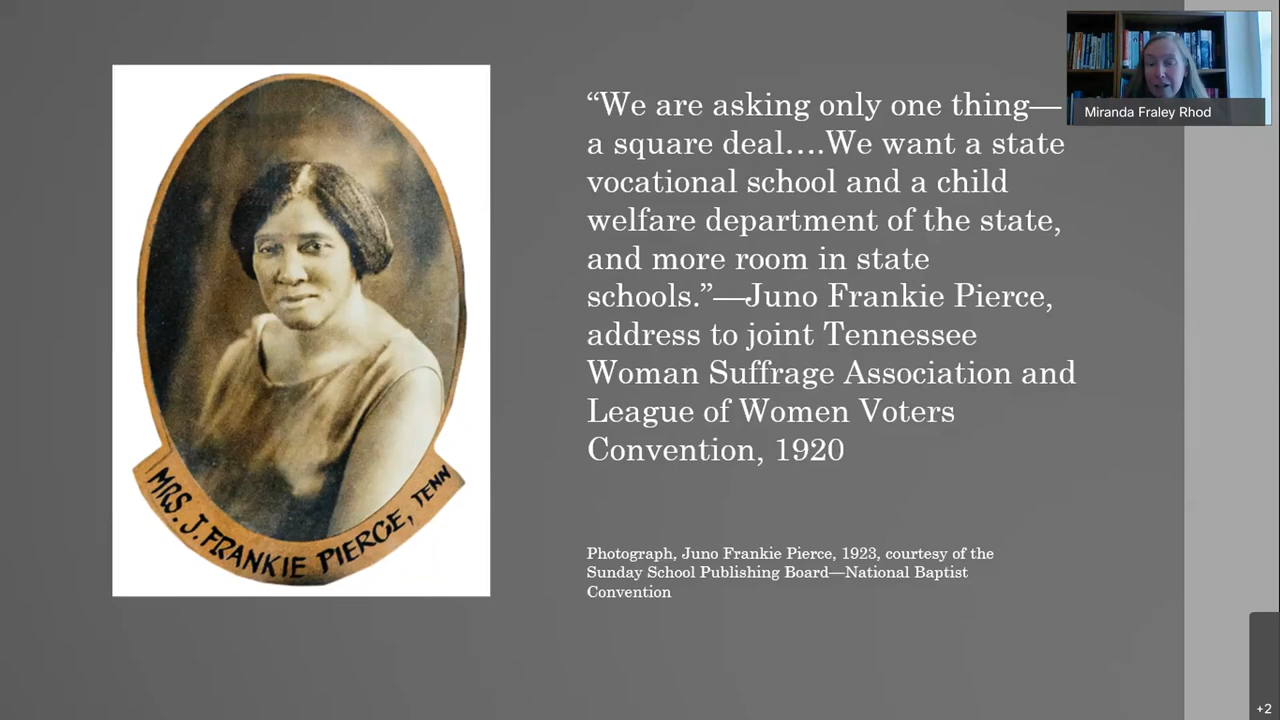 “We are asking only one thing—
a square deal….We want a state
vocational school and a child
welfare department of the state,
and more room in state
schools.”—Juno Frankie Pierce,
address to joint Tennessee
Woman Suffrage Association and
League of Women Voters
Convention, 1920
Photograph, Juno Frankie Pierce, 1923, courtesy of the
Sunday School Publishing Board—National Baptist
Convention
MRS. J. FRANKIE PIERCE, TENN
Miranda Fraley Rhod
+2